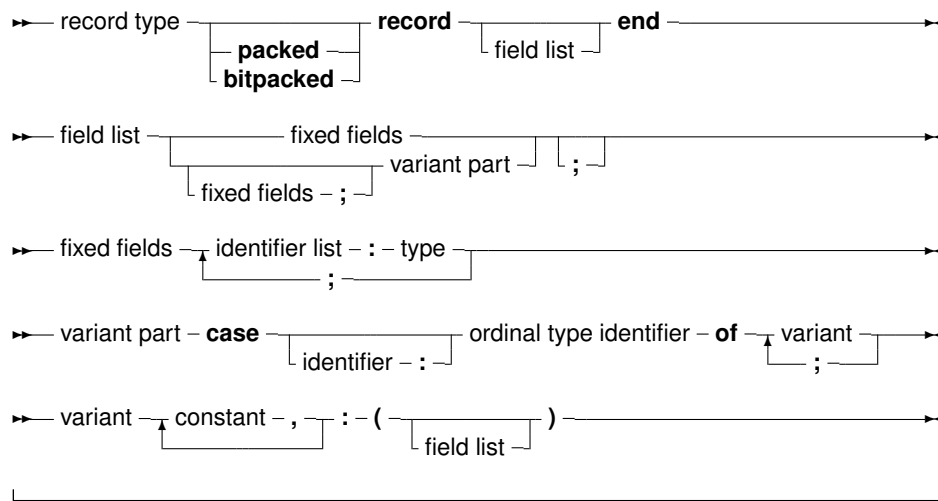 record type packed bitpacked record field list end
field list fixed fields fixed fields ; variant part ;
fixed fields identifier list : type ;
variant part case identifier : ordinal type identifier of variant ;
variant constant , : ( field list )